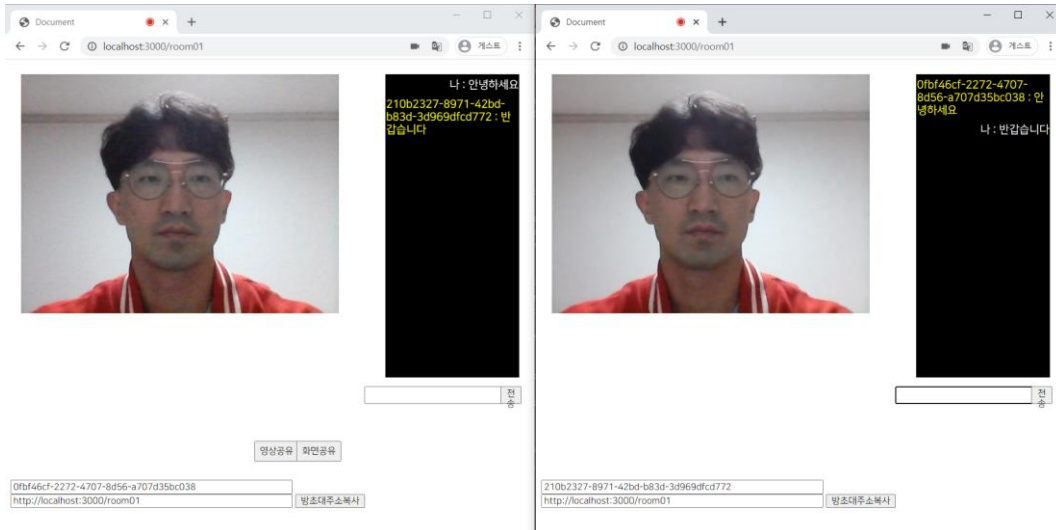 Document
localhost:3000/room01
게스트
나 : 안녕하세요
210b2327-8971-42bd-
b83d-3d969dfcd772 : 반
갑습니다
전
송
영상공유 화면공유
0fbf46cf-2272-4707-8d56-a707d35bc038
http://localhost:3000/room01 방초대주소복사
Document
localhost:3000/room01
게스트
0fbf46cf-2272-4707-
8d56-a707d35bc038 : 안
녕하세요
나 : 반갑습니다
전
송
210b2327-8971-42bd-b83d-3d969dfcd772
http://localhost:3000/room01 방초대주소복사